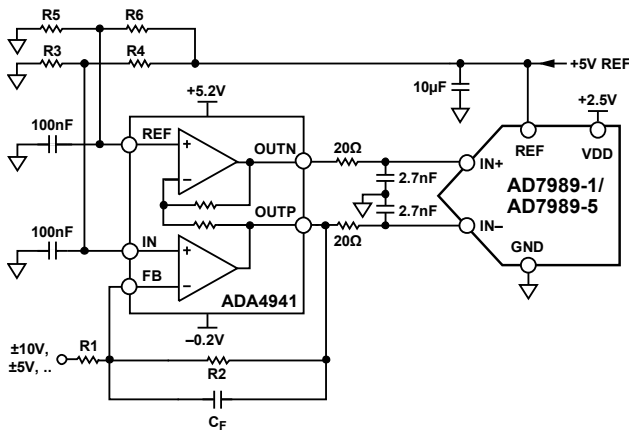 R5
R6
R3
R4
+5V REF
10µF
+5.2V
+2.5V
100nF
REF
OUTN
20Ω
IN+
REF
VDD
2.7nF
2.7nF
AD7989-1/
AD7989-5
OUTP
20Ω
IN–
GND
100nF
IN
FB
ADA4941
–0.2V
±10V,
±5V, ..
R1
R2
CF